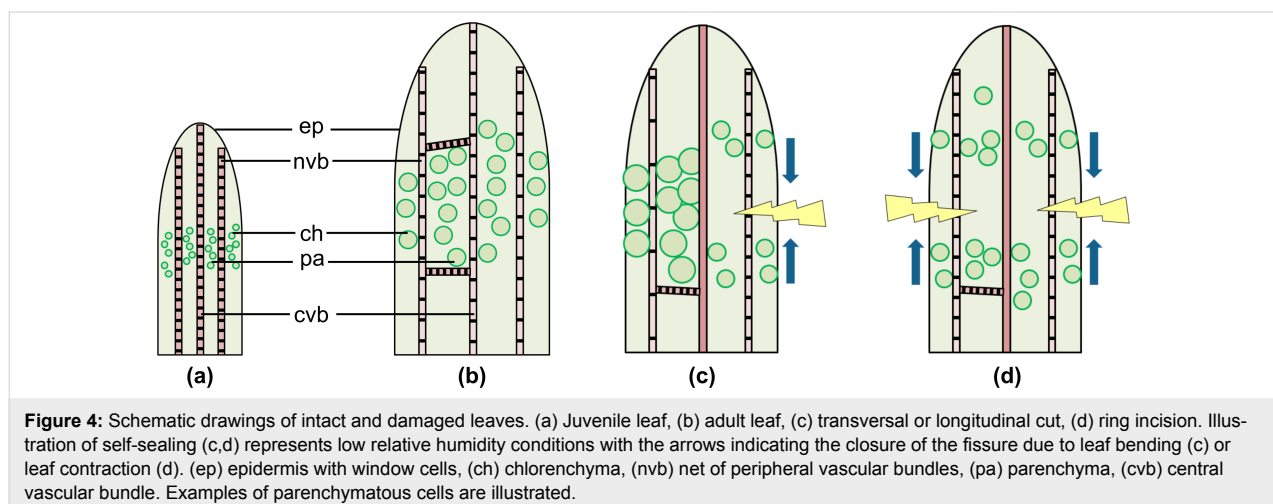 ep
nvb
ch
pa
cvb
(a)
(b)
(c)
(d)
Figure 4: Schematic drawings of intact and damaged leaves. (a) Juvenile leaf, (b) adult leaf, (c) transversal or longitudinal cut, (d) ring incision. Illus-
tration of self-sealing (c,d) represents low relative humidity conditions with the arrows indicating the closure of the fissure due to leaf bending (c) or
leaf contraction (d). (ep) epidermis with window cells, (ch) chlorenchyma, (nvb) net of peripheral vascular bundles, (pa) parenchyma, (cvb) central
vascular bundle. Examples of parenchymatous cells are illustrated.